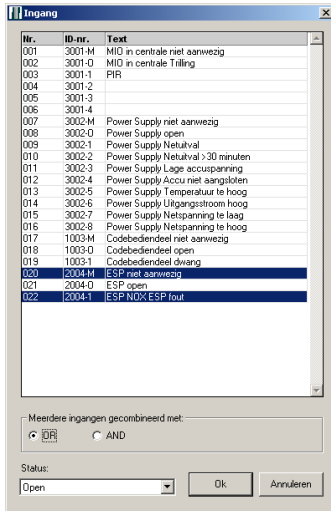 Ingang
Nr. ID-nr. Text
001 3001-M MIO in centrale niet aanwezig
002 3001-0 MIO in centrale Trilling
003 3001-1 PIR
004 3001-2
005 3001-3
006 3001-4
007 3002-M Power Supply niet aanwezig
008 3002-0 Power Supply open
009 3002-1 Power Supply Netuitval
010 3002-2 Power Supply Netuitval >30 minuten
011 3002-3 Power Supply Lage accuspanning
012 3002-4 Power Supply Accu niet aangsloten
013 3002-5 Power Supply Temperatuur te hoog
014 3002-6 Power Supply Uitgangsstroom hoog
015 3002-7 Power Supply Netspanning te laag
016 3002-8 Power Supply Netspanning te hoog
017 1003-M Codebediendeel niet aanwezig
018 1003-0 Codebediendeel open
019 1003-1 Codebediendeel dwang
020 2004-M ESP niet aanwezig
021 2004-0 ESP open
022 2004-1 ESP NOX ESP fout
Meerdere ingangen gecombineerd met:
OR AND
Status:
Open Ok Annuleren